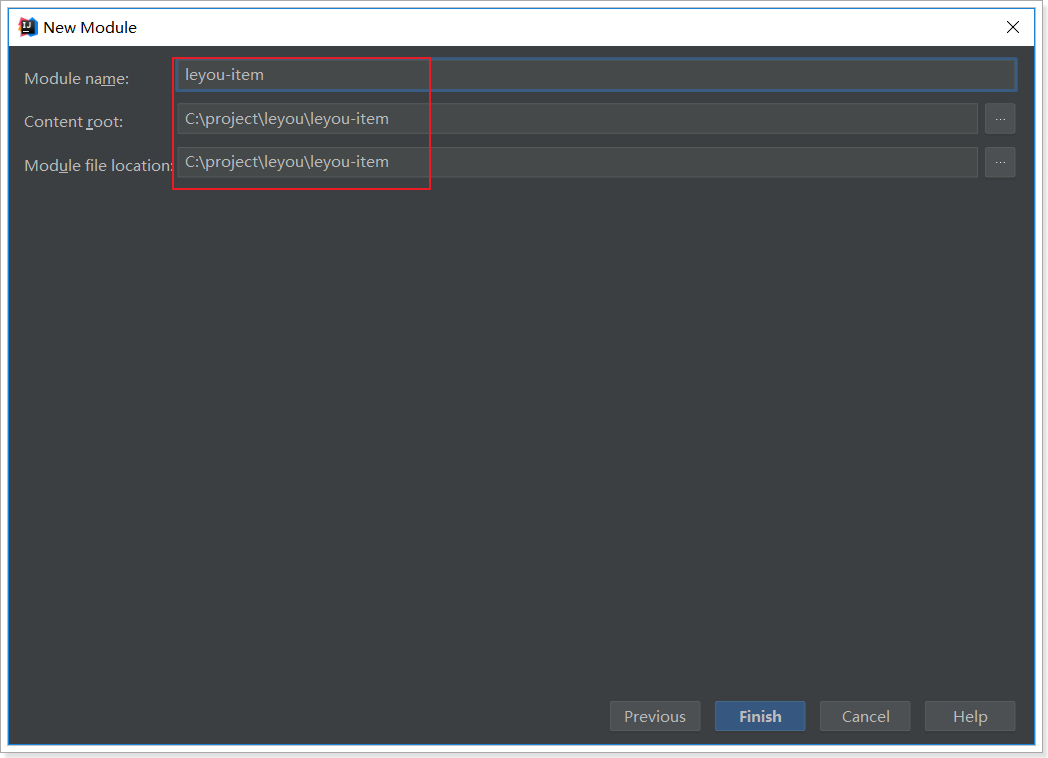 New Module
Module name: leyou-item
Content root: C:\project\leyou\leyou-item ...
Module file location: C:\project\leyou\leyou-item ...
Previous Finish Cancel Help